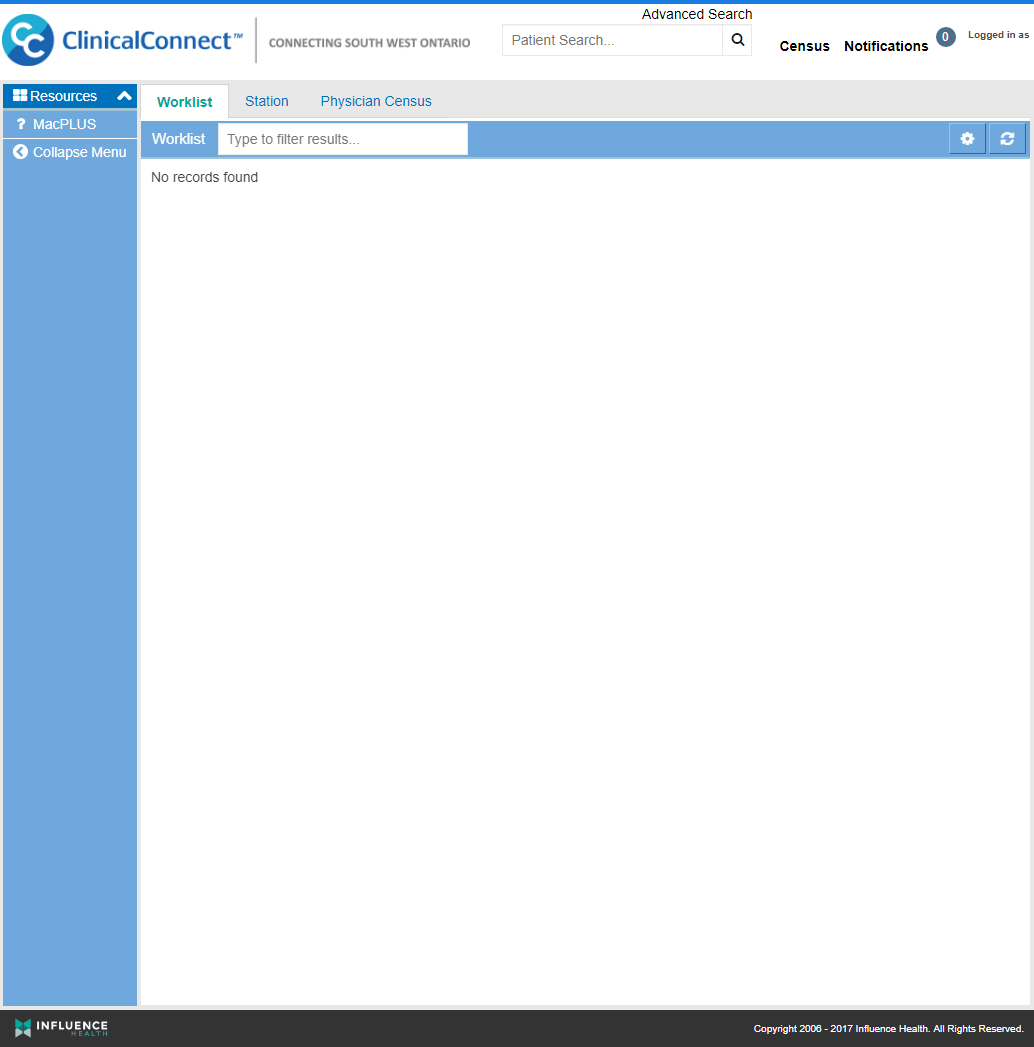 Advanced Search
ClinicalConnect™
CONNECTING SOUTH WEST ONTARIO
Patient Search...
Census
Notifications
0
Logged in as
Resources
Worklist
Station
Physician Census
? MacPLUS
Collapse Menu
Worklist
Type to filter results...
No records found
INFLUENCE
HEALTH
Copyright 2006 - 2017 Influence Health. All Rights Reserved.